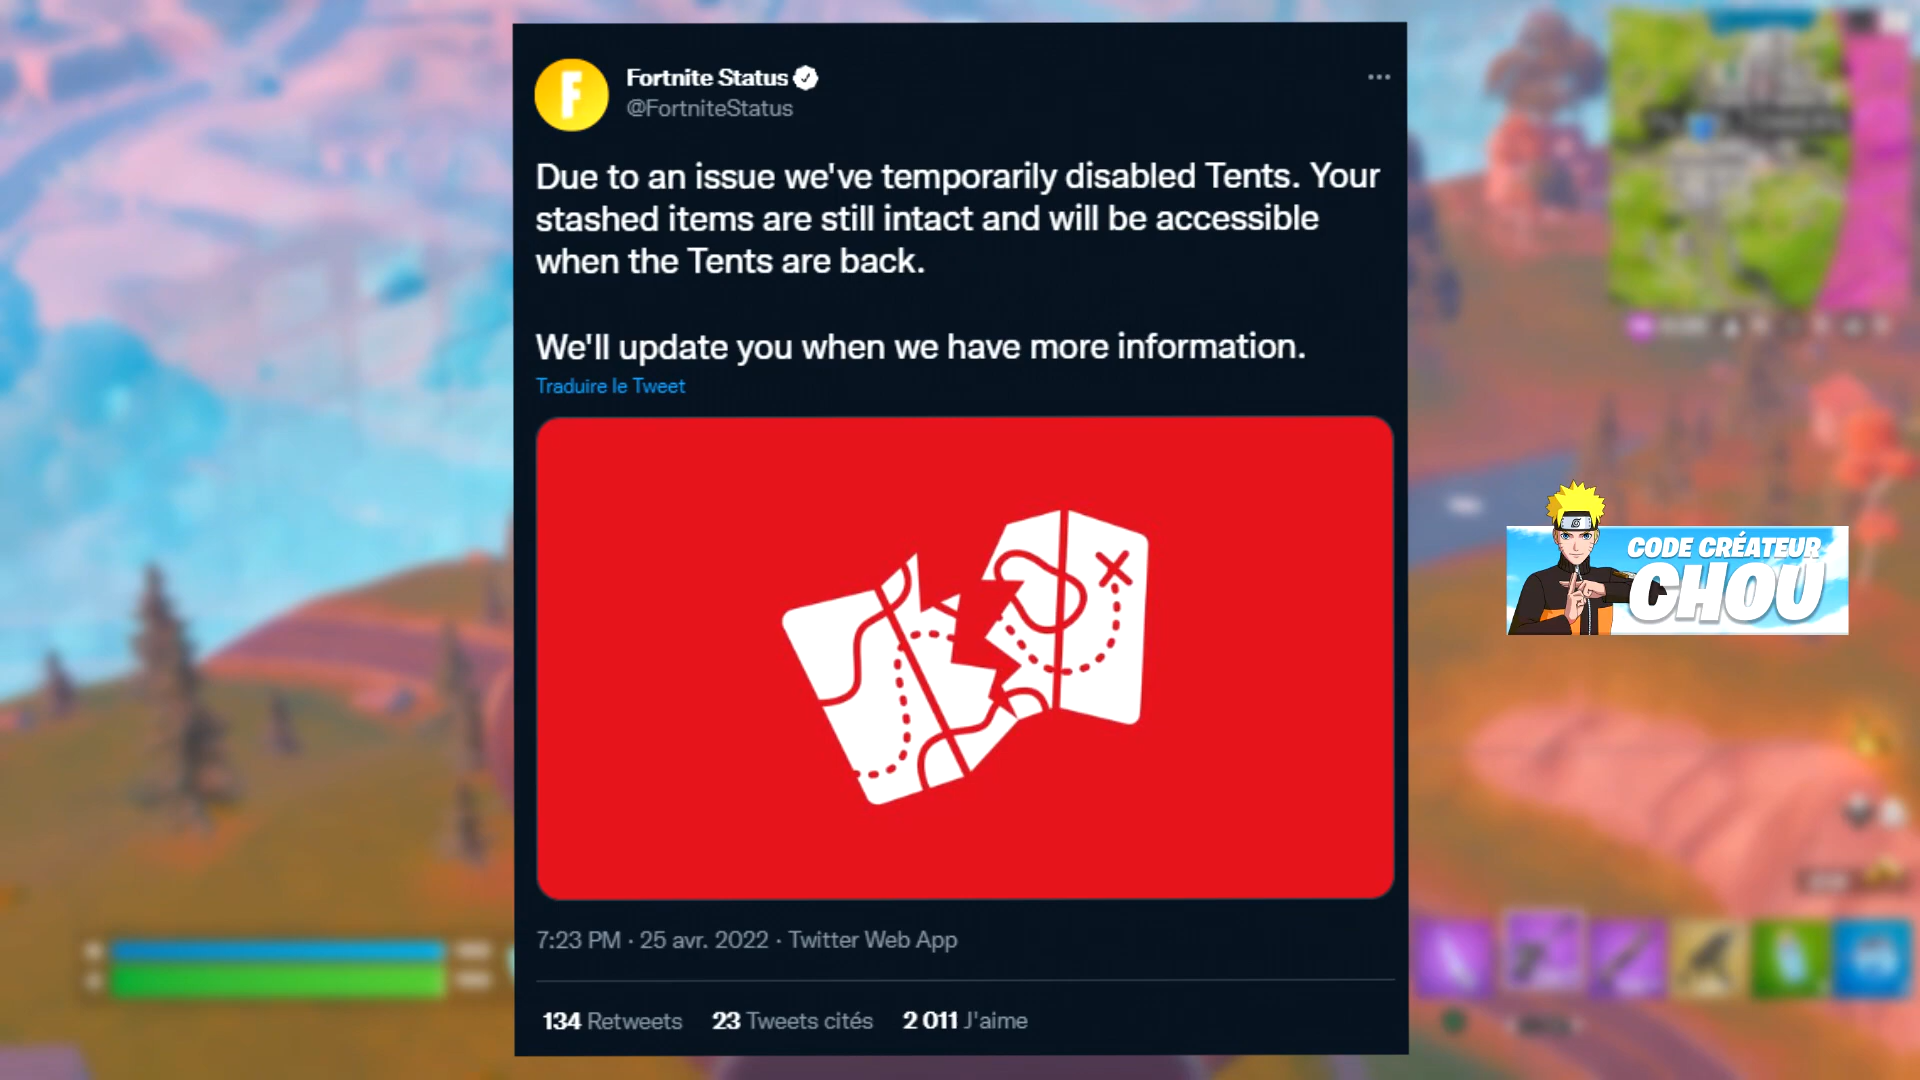 Fortnite Status
@FortniteStatus
Due to an issue we've temporarily disabled Tents. Your
stashed items are still intact and will be accessible
when the Tents are back.
We'll update you when we have more information.
Traduire le Tweet
7:23 PM · 25 avr. 2022 · Twitter Web App
134 Retweets 23 Tweets cités 2 011 J'aime
CODE CRÉATEUR
CHOU